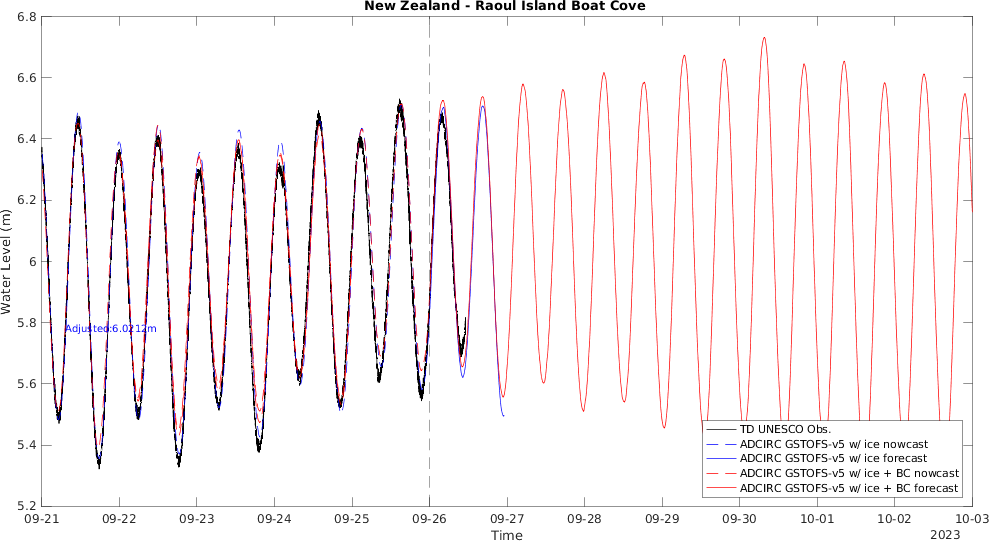 New Zealand - Raoul Island Boat Cove
6.8
6.6
6.4
6.2
6
5.8
5.6
5.4
5.2
Water Level (m)
Adjusted:6.0212m
TD UNESCO Obs.
ADCIRC GSTOFS-v5 w/ ice nowcast
ADCIRC GSTOFS-v5 w/ ice forecast
ADCIRC GSTOFS-v5 w/ ice + BC nowcast
ADCIRC GSTOFS-v5 w/ ice + BC forecast
09-21 09-22 09-23 09-24 09-25 09-26 09-27 09-28 09-29 09-30 10-01 10-02 10-03
Time
2023